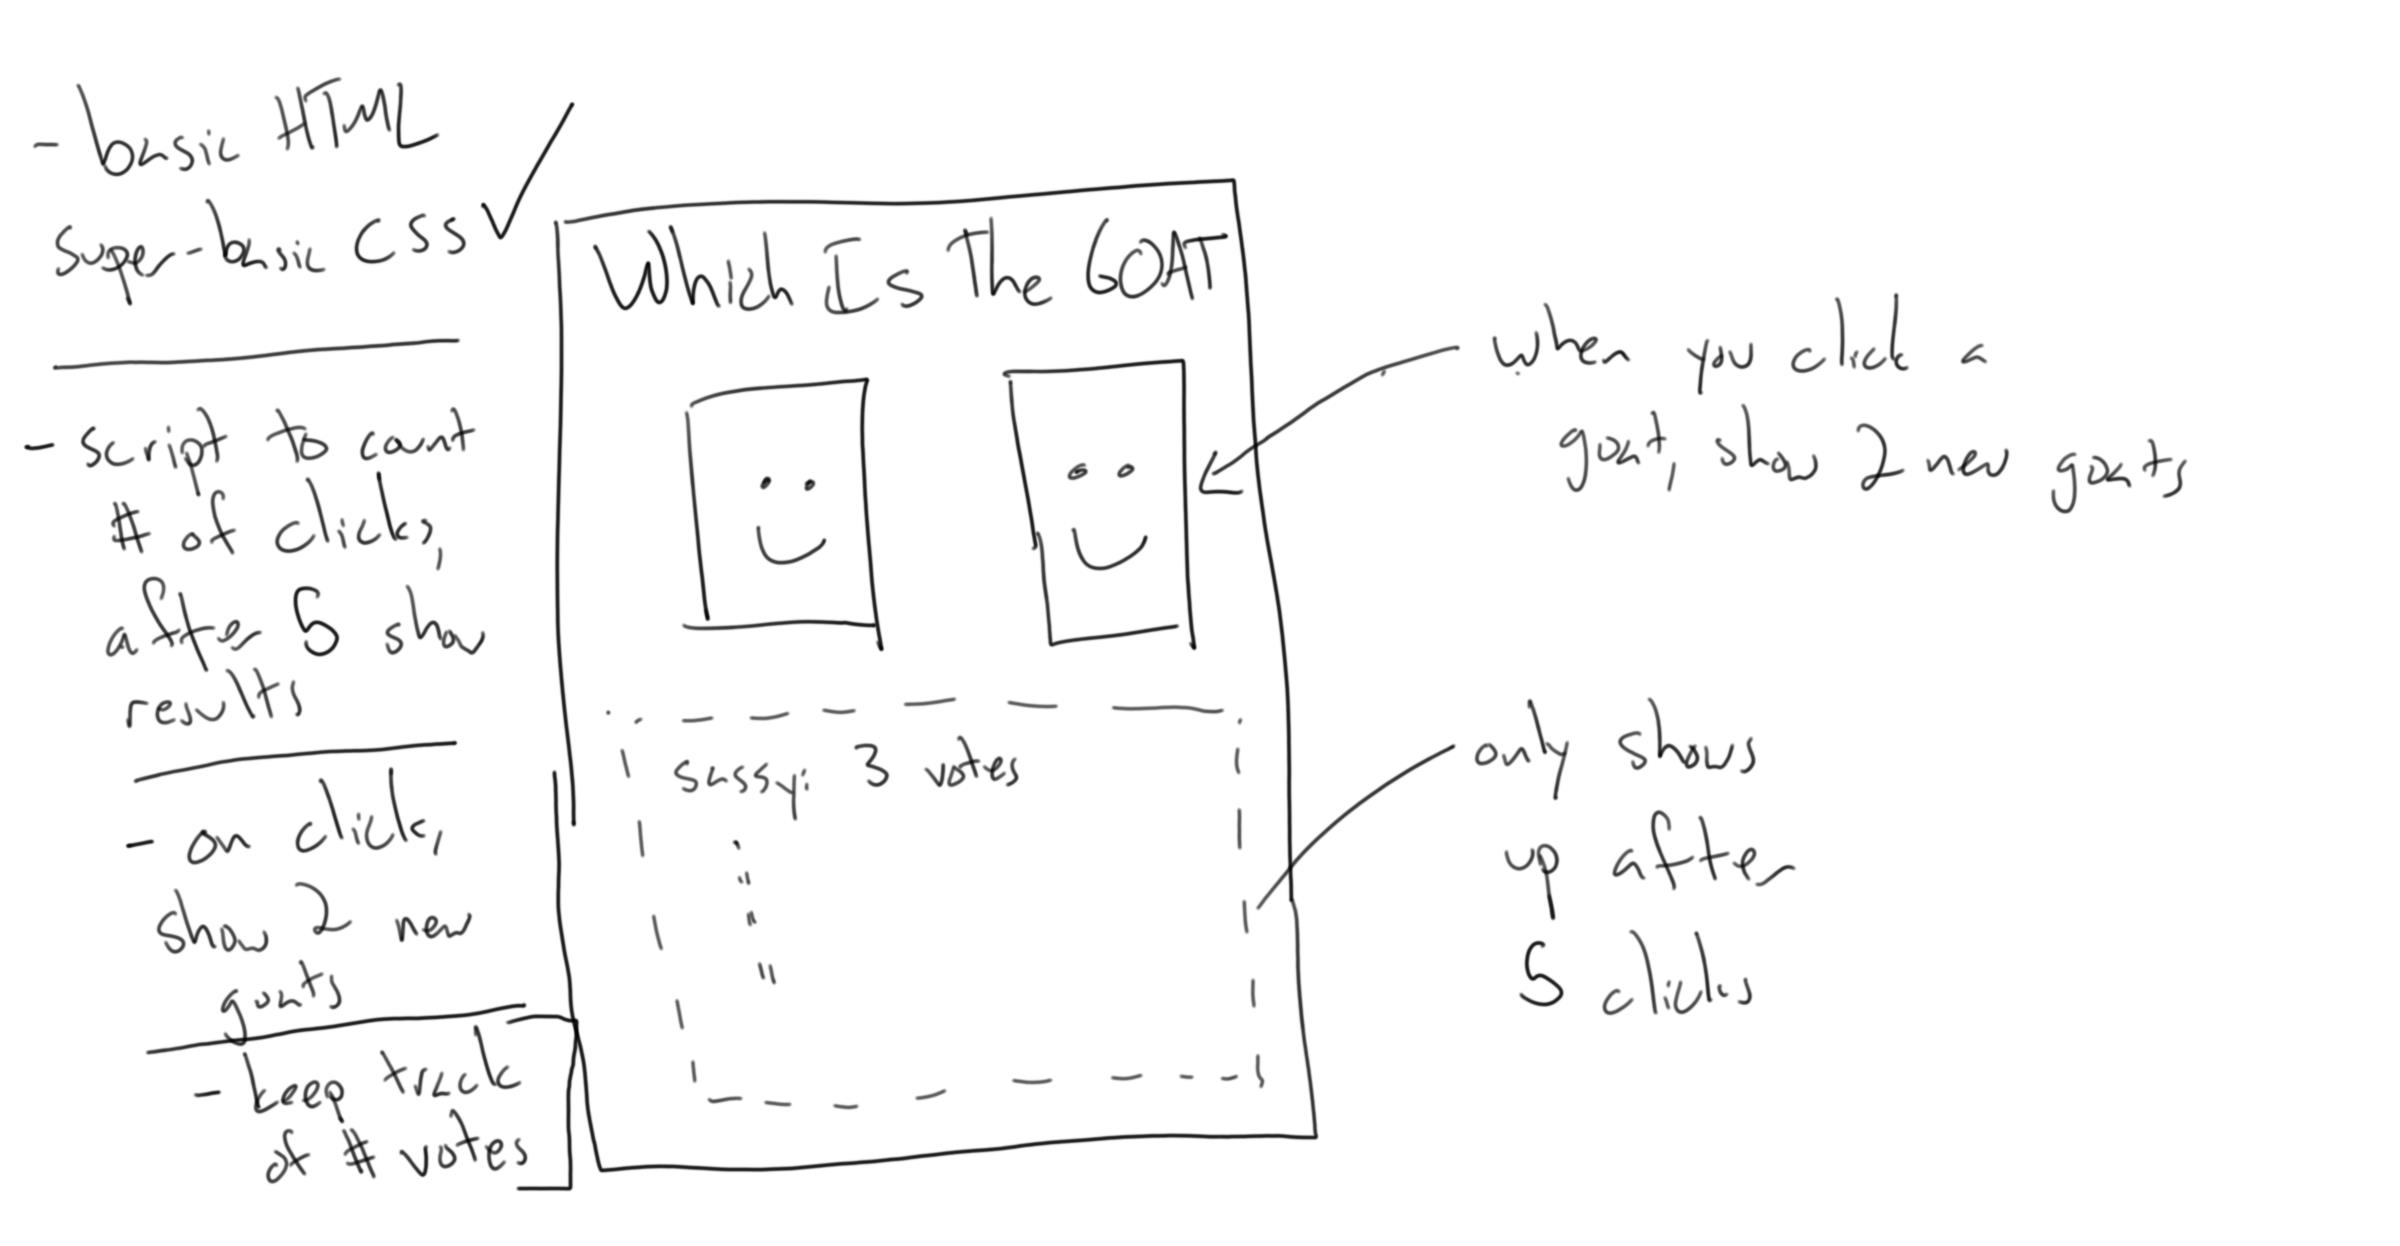 - basic HTML
super-basic CSS
- script to count
# of clicks,
after 5 show
results
- on click,
show 2 new
goats
- keep track
of # votes
Which Is The GOAT
sassy: 3 votes
when you click a
goat, show 2 new goats
only shows
up after
5 clicks